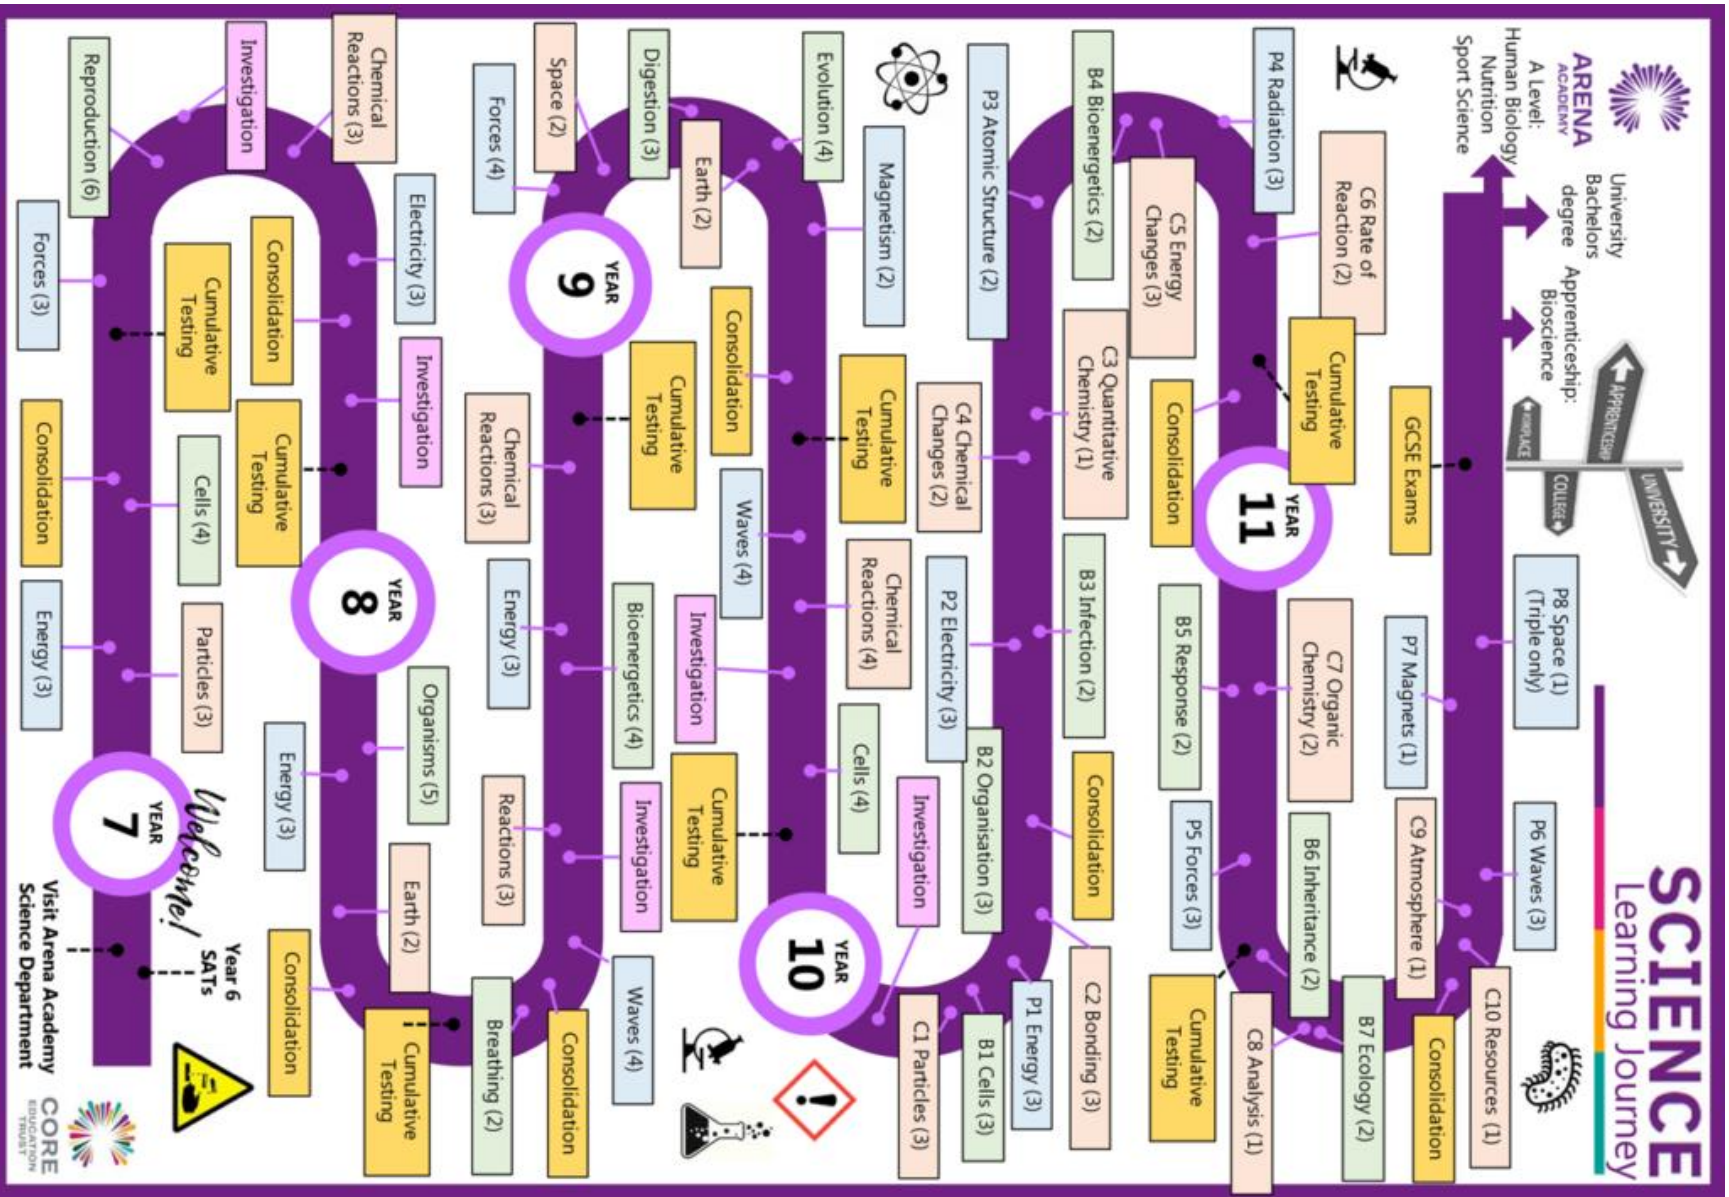 ARENA
ACADEMY
SCIENCE
Learning Journey
University
Bachelors
degree
Apprenticeship:
Bioscience
A Level:
Human Biology
Nutrition
Sport Science
APPRENTICESHIP
UNIVERSITY
WORKPLACE
COLLEGE
P8 Space (1)
(Triple only)
P6 Waves (3)
C10 Resources (1)
GCSE Exams
P7 Magnets (1)
C9 Atmosphere (1)
Consolidation
C6 Rate of
Reaction (2)
Cumulative
Testing
C7 Organic
Chemistry (2)
B6 Inheritance (2)
B7 Ecology (2)
P4 Radiation (3)
YEAR
11
C8 Analysis (1)
C5 Energy
Changes (3)
Consolidation
B5 Response (2)
P5 Forces (3)
Cumulative
Testing
B4 Bioenergetics (2)
C3 Quantitative
Chemistry (1)
B3 Infection (2)
Consolidation
C2 Bonding (3)
P3 Atomic Structure (2)
P1 Energy (3)
C4 Chemical
Changes (2)
P2 Electricity (3)
B2 Organisation (3)
B1 Cells (3)
Investigation
C1 Particles (3)
Magnetism (2)
Cumulative
Testing
Chemical
Reactions (4)
Cells (4)
YEAR
10
Evolution (4)
Earth (2)
Consolidation
Waves (4)
Investigation
Cumulative
Testing
Digestion (3)
Cumulative
Testing
Bioenergetics (4)
Investigation
Waves (4)
Space (2)
YEAR
9
Consolidation
Forces (4)
Chemical
Reactions (3)
Energy (3)
Reactions (3)
Breathing (2)
Chemical
Reactions (3)
Electricity (3)
Investigation
Organisms (5)
Earth (2)
Cumulative
Testing
YEAR
8
Investigation
Consolidation
Cumulative
Testing
Energy (3)
Consolidation
Cumulative
Testing
Cells (4)
Particles (3)
Welcome!
Year 6
SATs
Reproduction (6)
YEAR
7
Forces (3)
Consolidation
Energy (3)
Visit Arena Academy
Science Department
CORE
EDUCATION
TRUST